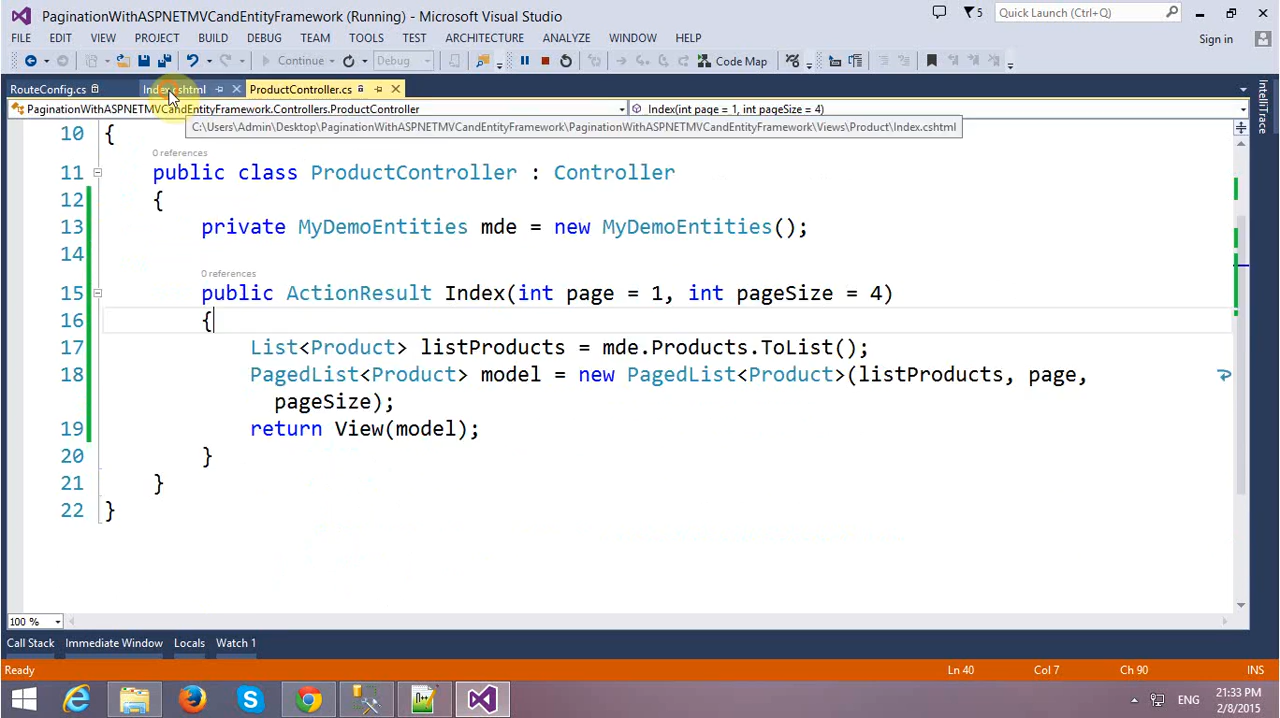 PaginationWithASPNETMVCandEntityFramework (Running) - Microsoft Visual Studio
5
Quick Launch (Ctrl+Q)
FILE EDIT VIEW PROJECT BUILD DEBUG TEAM TOOLS TEST ARCHITECTURE ANALYZE WINDOW HELP
Sign in
Continue Debug Code Map
RouteConfig.cs Index.cshtml ProductController.cs
IntelliTrace
PaginationWithASPNETMVCandEntityFramework.Controllers.ProductController Index(int page = 1, int pageSize = 4)
C:\Users\Admin\Desktop\PaginationWithASPNETMVCandEntityFramework\PaginationWithASPNETMVCandEntityFramework\Views\Product\Index.cshtml
10 {
0 references
11 public class ProductController : Controller
12 {
13 private MyDemoEntities mde = new MyDemoEntities();
14
0 references
15 public ActionResult Index(int page = 1, int pageSize = 4)
16 {
17 List<Product> listProducts = mde.Products.ToList();
18 PagedList<Product> model = new PagedList<Product>(listProducts, page,
pageSize);
19 return View(model);
20 }
21 }
22 }
100 %
Call Stack Immediate Window Locals Watch 1
Ready Ln 40 Col 7 Ch 90 INS
ENG
21:33 PM
2/8/2015